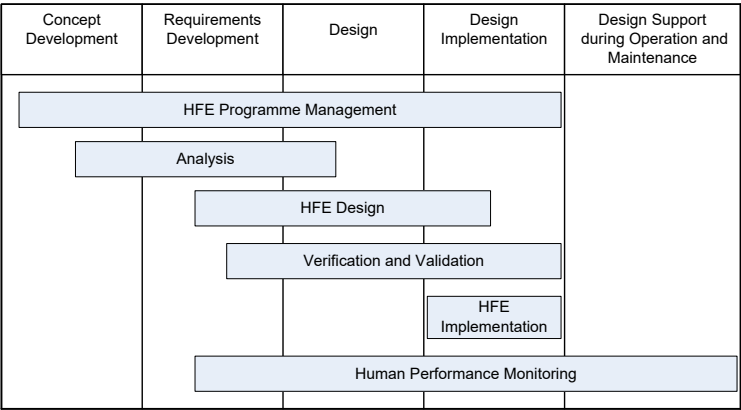 Concept
Development
Requirements
Development
Design
Design
Implementation
Design Support
during Operation and
Maintenance
HFE Programme Management
Analysis
HFE Design
Verification and Validation
HFE
Implementation
Human Performance Monitoring